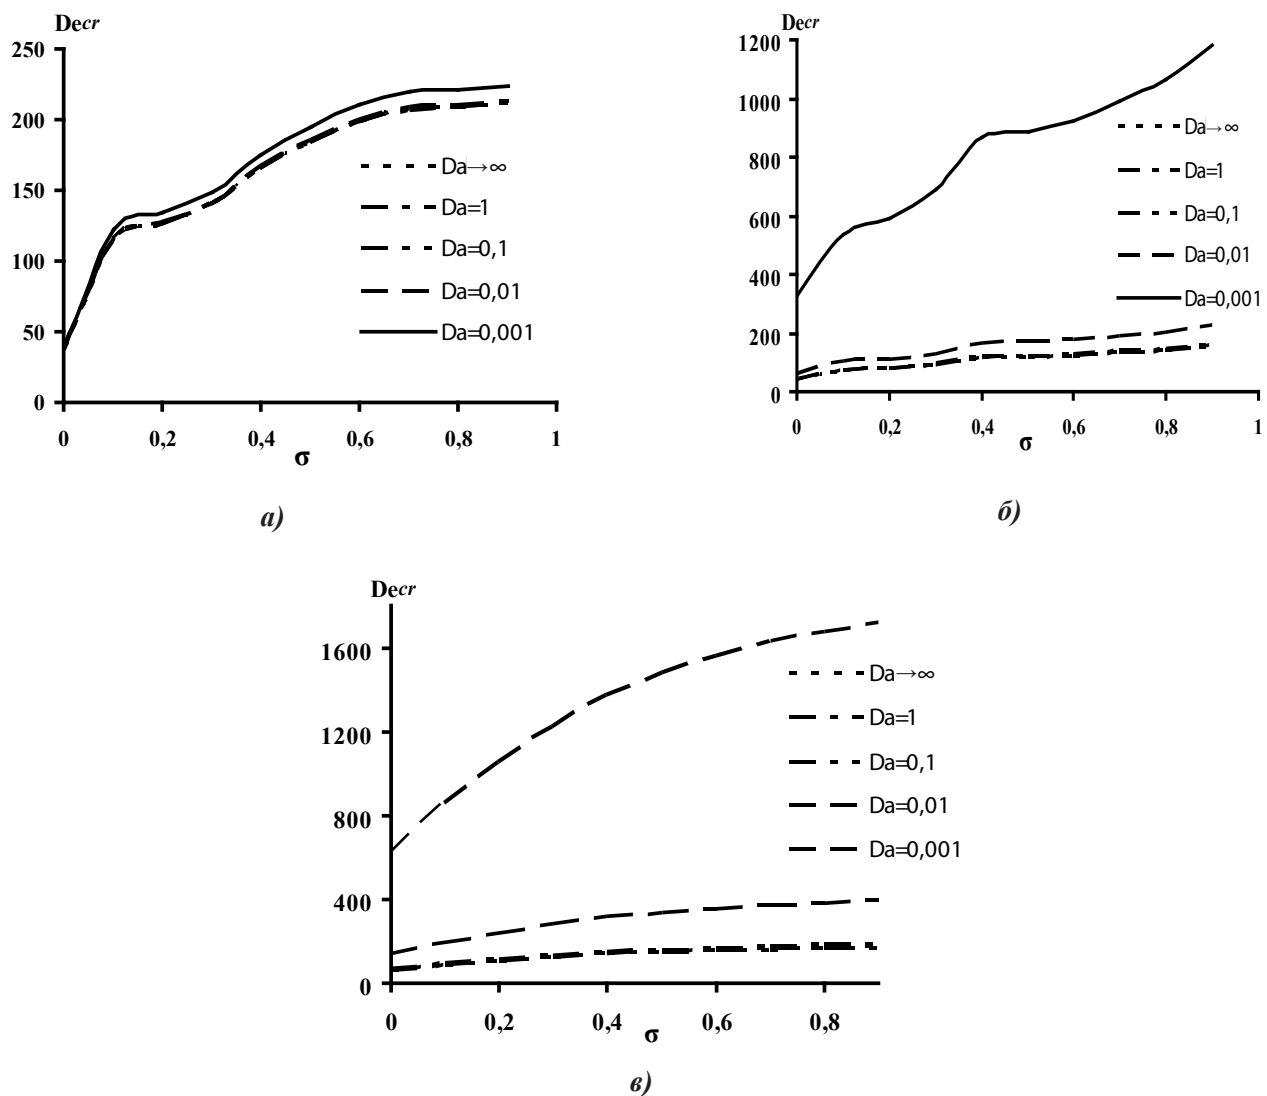 Decr
250
200
150
100
50
0
0 0,2 0,4 0,6 0,8 1
σ
Da→∞
Da=1
Da=0,1
Da=0,01
Da=0,001
а)
Decr
1200
1000
800
600
400
200
0
0 0,2 0,4 0,6 0,8 1
σ
Da→∞
Da=1
Da=0,1
Da=0,01
Da=0,001
б)
Decr
1600
1200
800
400
0
0 0,2 0,4 0,6 0,8
σ
Da→∞
Da=1
Da=0,1
Da=0,01
Da=0,001
в)